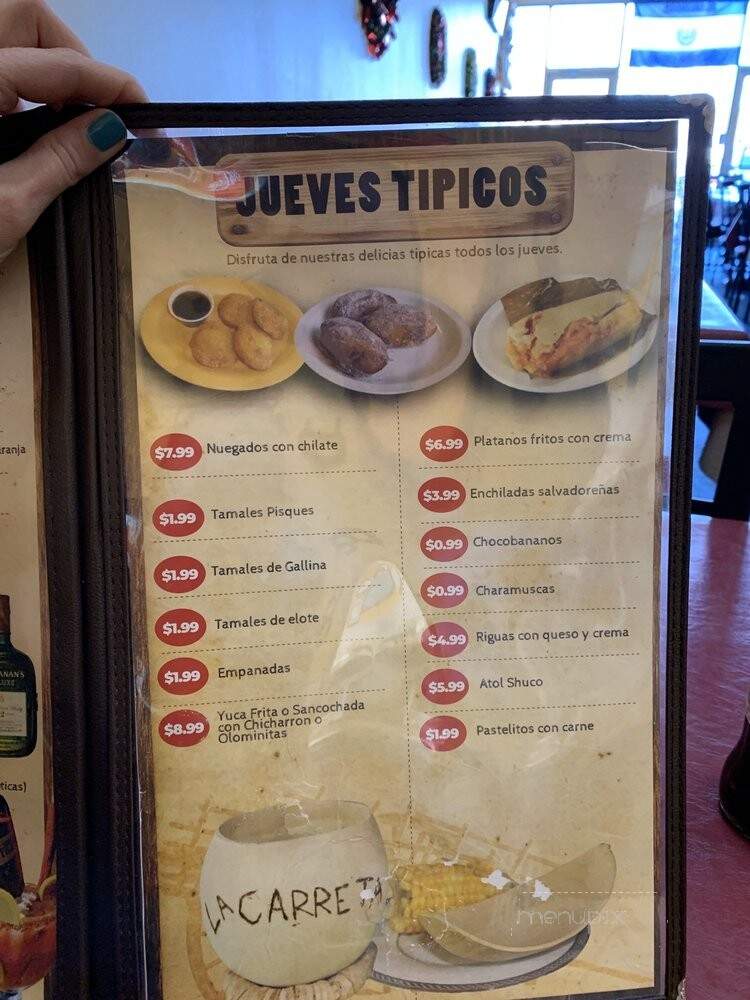 JUEVES TIPICOS
Disfruta de nuestras delicias tipicas todos los jueves.
$7.99 Nuegados con chilate
$1.99 Tamales Pisques
$1.99 Tamales de Gallina
$1.99 Tamales de elote
$1.99 Empanadas
$8.99 Yuca Frita o Sancochada
con Chicharron o
Olominitas
$6.99 Platanos fritos con crema
$3.99 Enchiladas salvadoreñas
$0.99 Chocobananos
$0.99 Charamuscas
$4.99 Riguas con queso y crema
$5.99 Atol Shuco
$1.99 Pastelitos con carne
LA CARRETA
menupix
ticas)